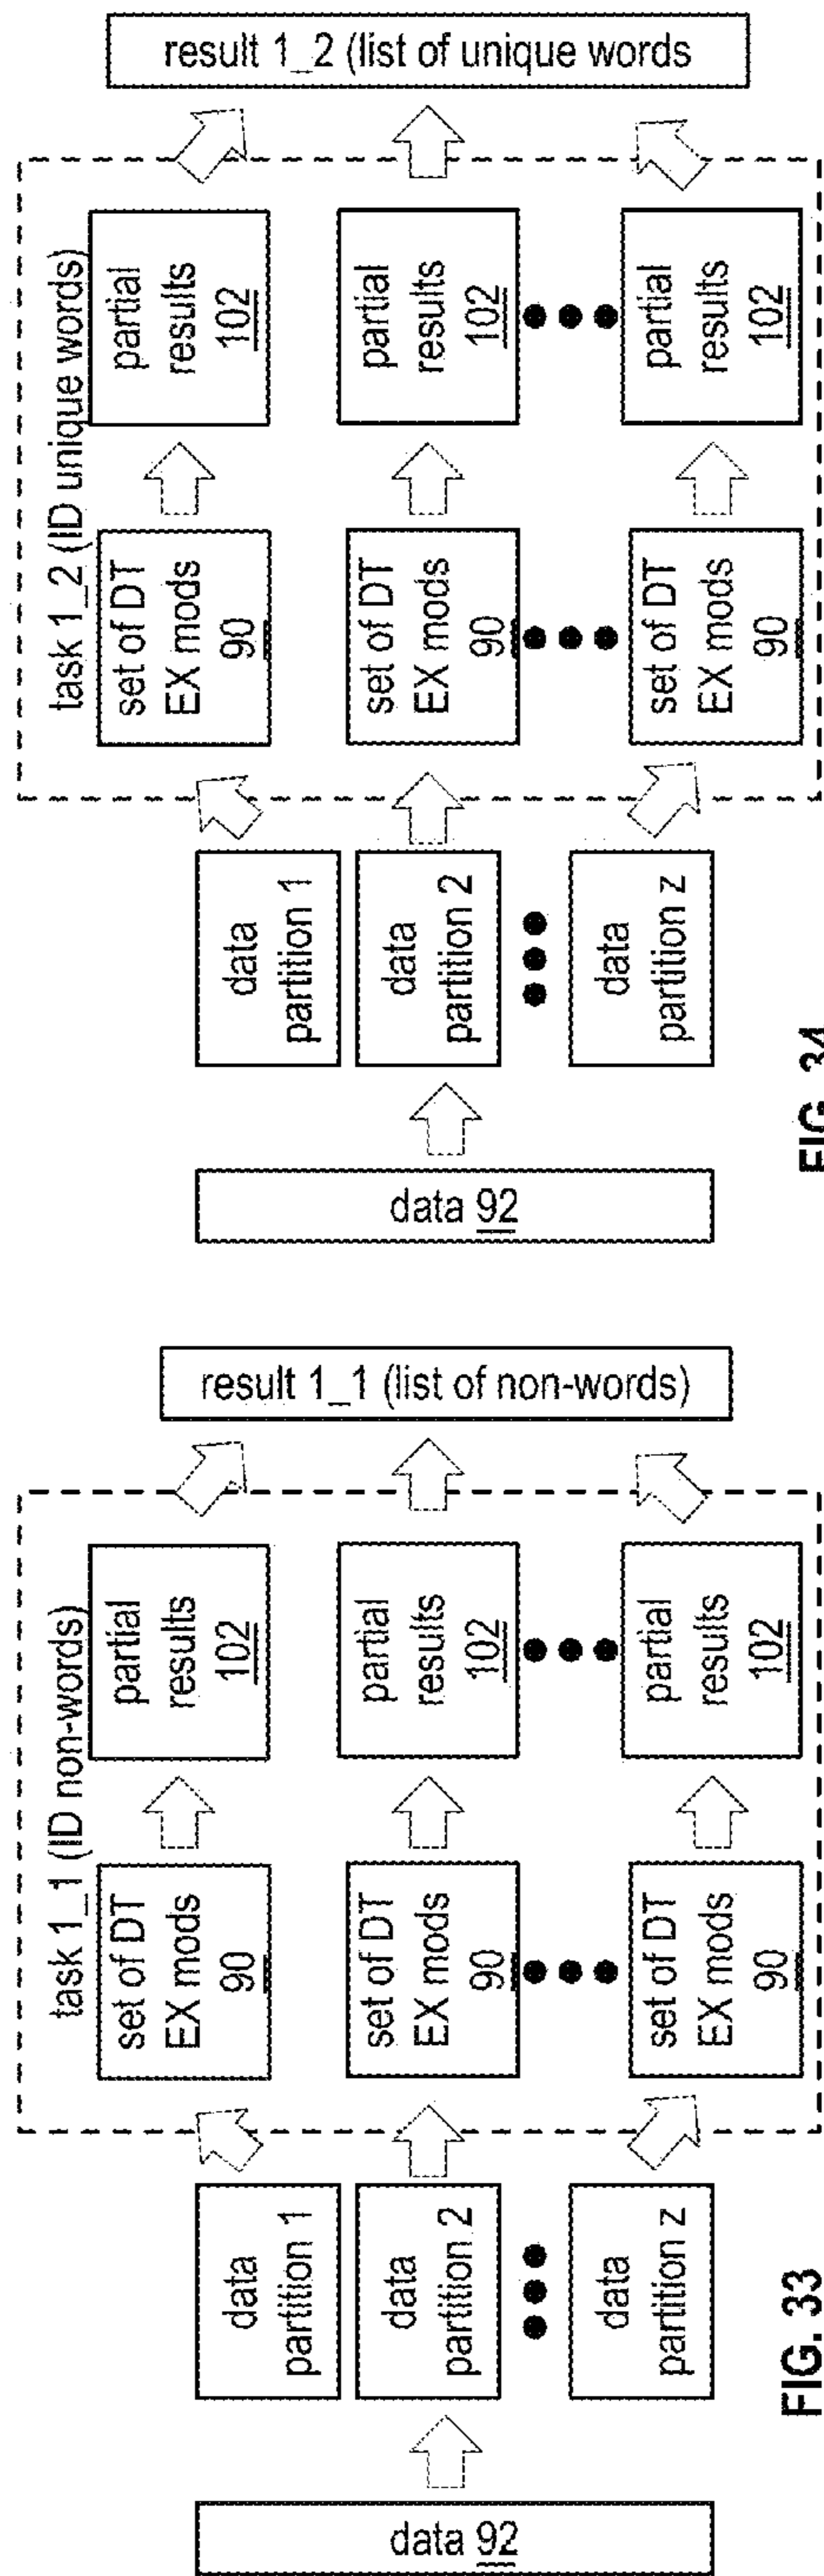 task 1_1 (ID non-words)
data 92
data
partition 1
data
partition 2
data
partition z
set of DT
EX mods
90
set of DT
EX mods
90
set of DT
EX mods
90
partial
results
102
partial
results
102
partial
results
102
result 1_1 (list of non-words)
FIG. 33
task 1_2 (ID unique words)
data 92
data
partition 1
data
partition 2
data
partition z
set of DT
EX mods
90
set of DT
EX mods
90
set of DT
EX mods
90
partial
results
102
partial
results
102
partial
results
102
result 1_2 (list of unique words
FIG. 34